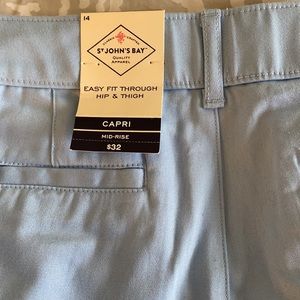 14
ST JOHN'S BAY
QUALITY
APPAREL
EASY FIT THROUGH
HIP & THIGH
CAPRI
MID-RISE
$32